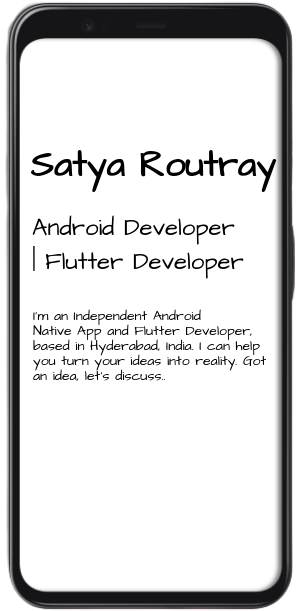 Satya Routray
Android Developer
| Flutter Developer
I'm an Independent Android
Native App and Flutter Developer,
based in Hyderabad, India. I can help
you turn your ideas into reality. Got
an idea, let's discuss..